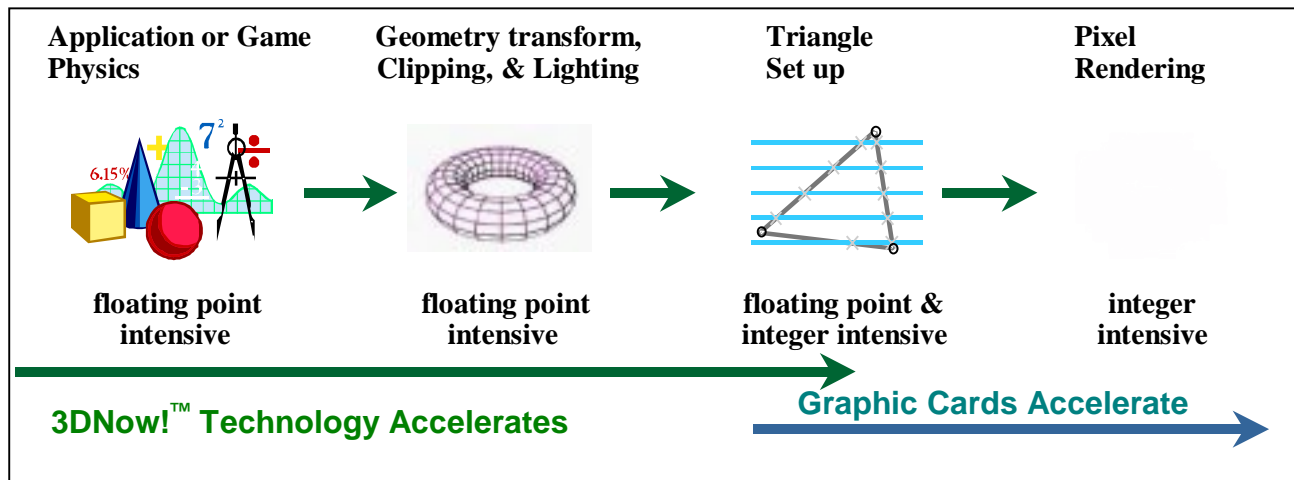 Application or Game
Physics
Geometry transform,
Clipping, & Lighting
Triangle
Set up
Pixel
Rendering
7²
6.15%
floating point
intensive
floating point
intensive
floating point &
integer intensive
integer
intensive
3DNow!™ Technology Accelerates
Graphic Cards Accelerate